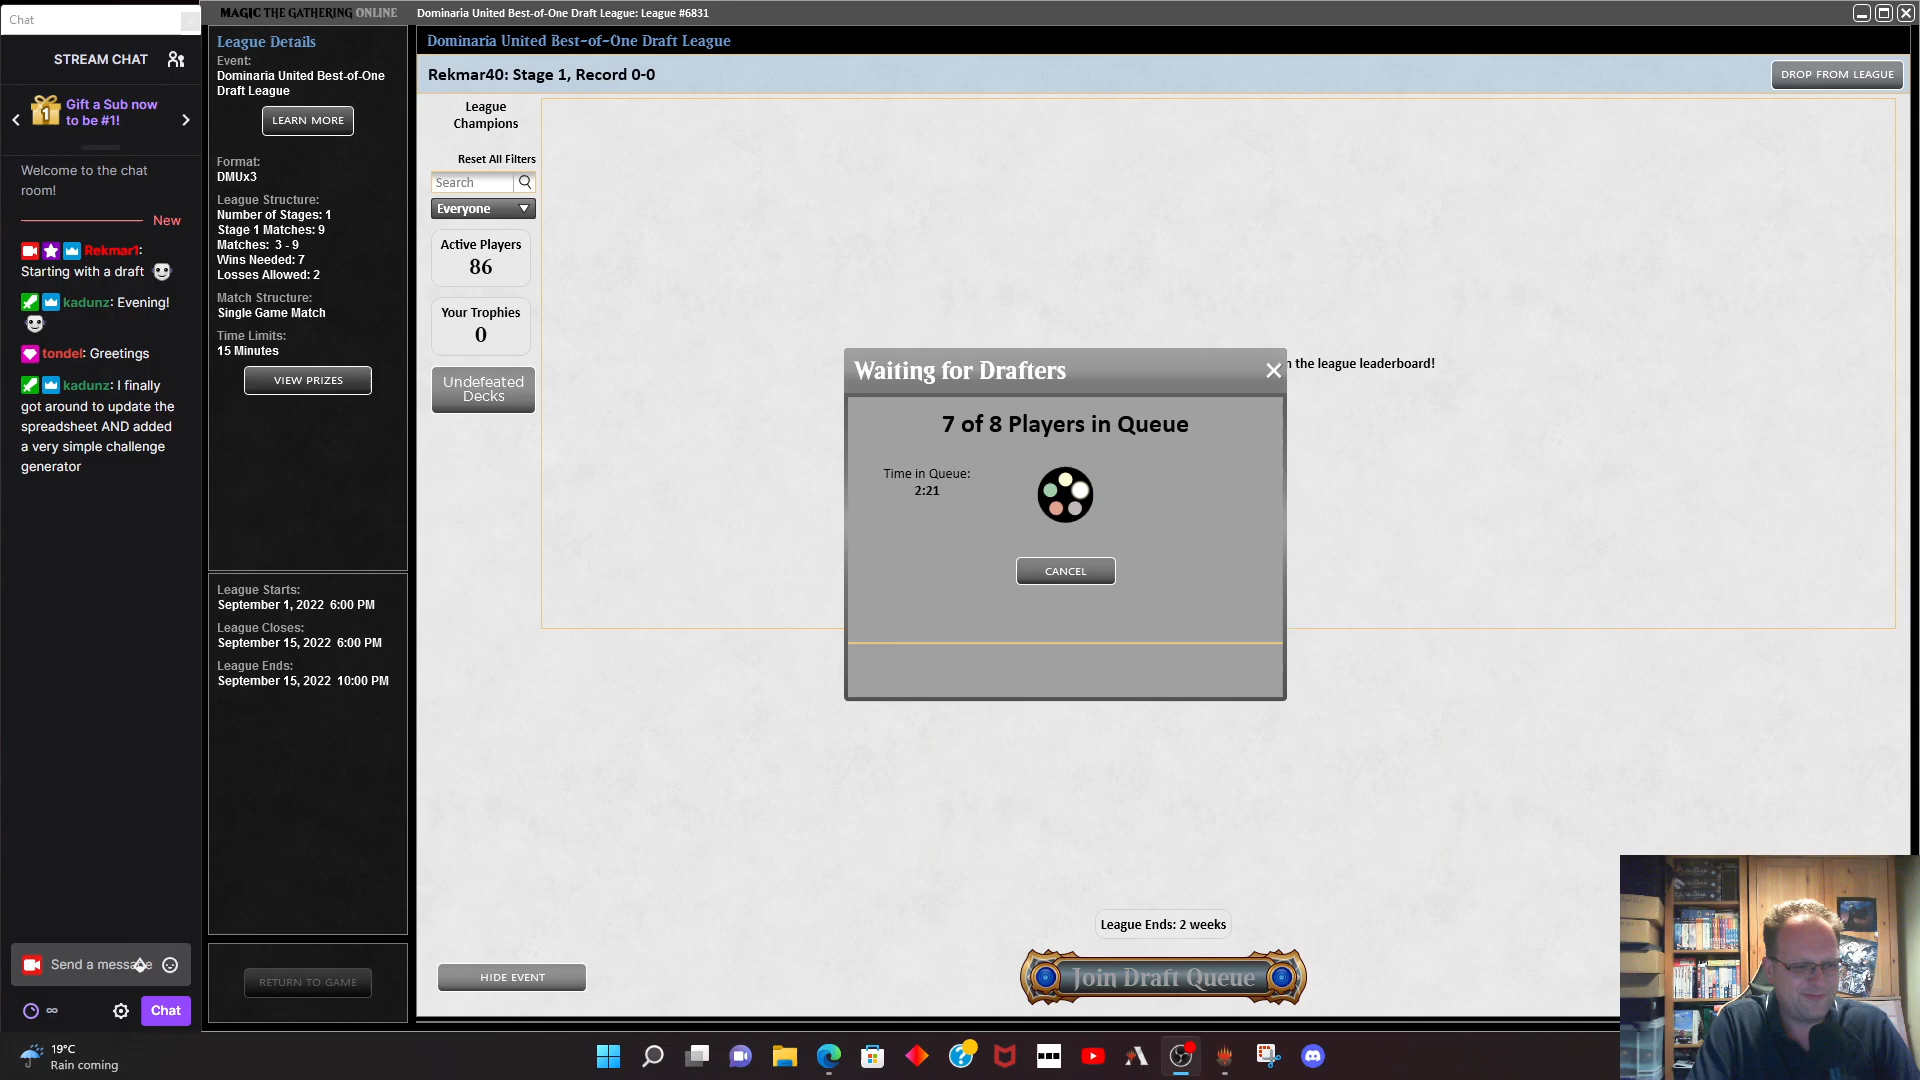 Chat
STREAM CHAT
1
Gift a Sub now
to be #1!
Welcome to the chat
room!
New
Rekmar1:
Starting with a draft
kadunz: Evening!
tondel: Greetings
kadunz: I finally
got around to update the
spreadsheet AND added
a very simple challenge
generator
Send a message
∞
Chat
MAGIC THE GATHERING ONLINE
Dominaria United Best-of-One Draft League: League #6831
League Details
Event:
Dominaria United Best-of-One
Draft League
LEARN MORE
Format:
DMUx3
League Structure:
Number of Stages: 1
Stage 1 Matches: 9
Matches: 3 - 9
Wins Needed: 7
Losses Allowed: 2
Match Structure:
Single Game Match
Time Limits:
15 Minutes
VIEW PRIZES
League Starts:
September 1, 2022 6:00 PM
League Closes:
September 15, 2022 6:00 PM
League Ends:
September 15, 2022 10:00 PM
RETURN TO GAME
Dominaria United Best-of-One Draft League
Rekmar40: Stage 1, Record 0-0
DROP FROM LEAGUE
League
Champions
Reset All Filters
Search
Everyone
Active Players
86
Your Trophies
0
Undefeated
Decks
the league leaderboard!
Waiting for Drafters
7 of 8 Players in Queue
Time in Queue:
2:21
CANCEL
League Ends: 2 weeks
HIDE EVENT
Join Draft Queue
19°C
Rain coming